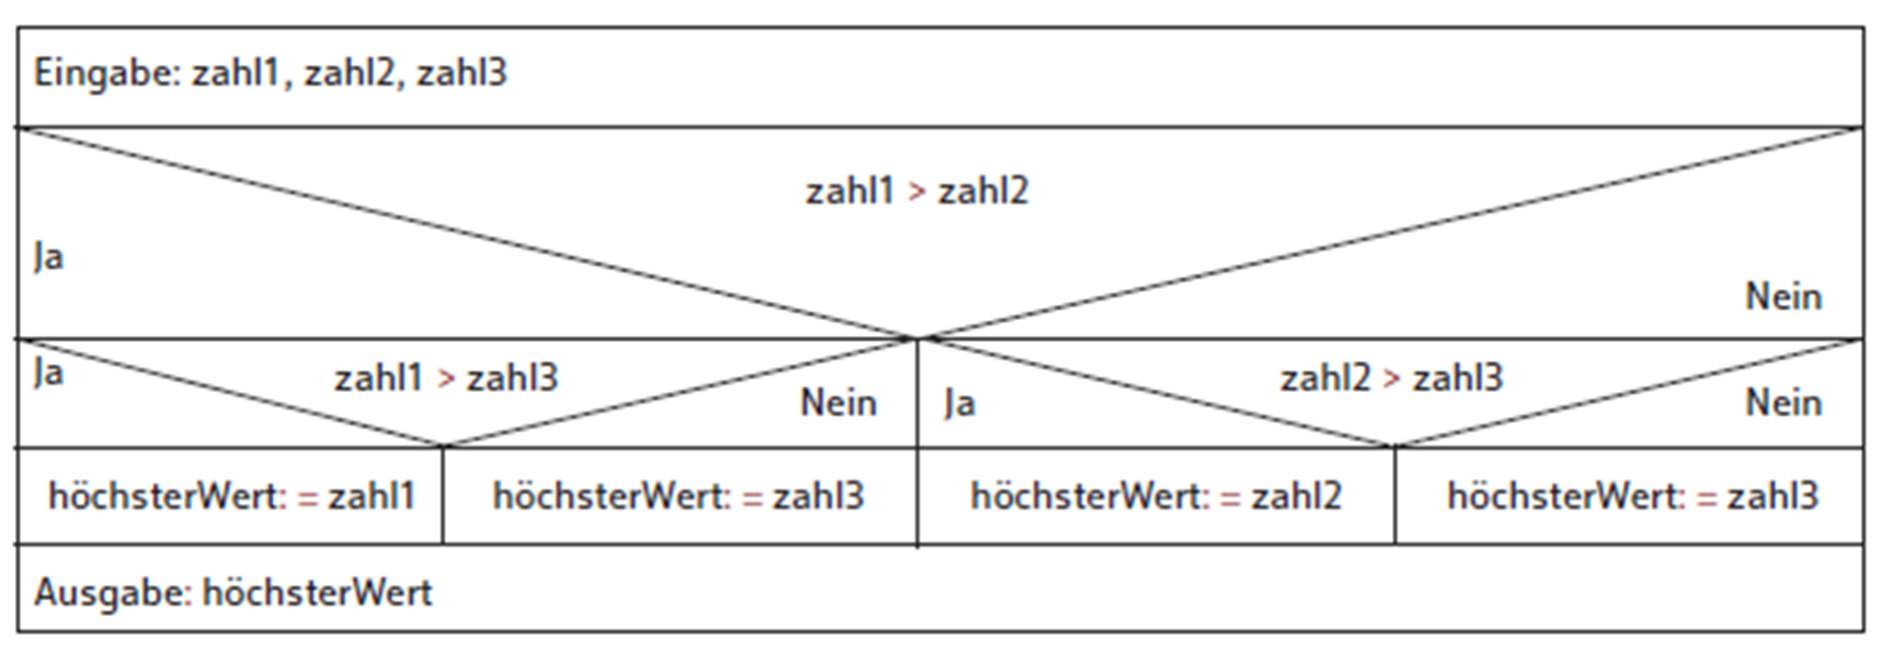 Eingabe: zahl1, zahl2, zahl3
zahl1 > zahl2
Ja
Nein
Ja
zahl1 > zahl3
Nein
Ja
zahl2 > zahl3
Nein
höchsterWert: = zahl1
höchsterWert: = zahl3
höchsterWert: = zahl2
höchsterWert: = zahl3
Ausgabe: höchsterWert